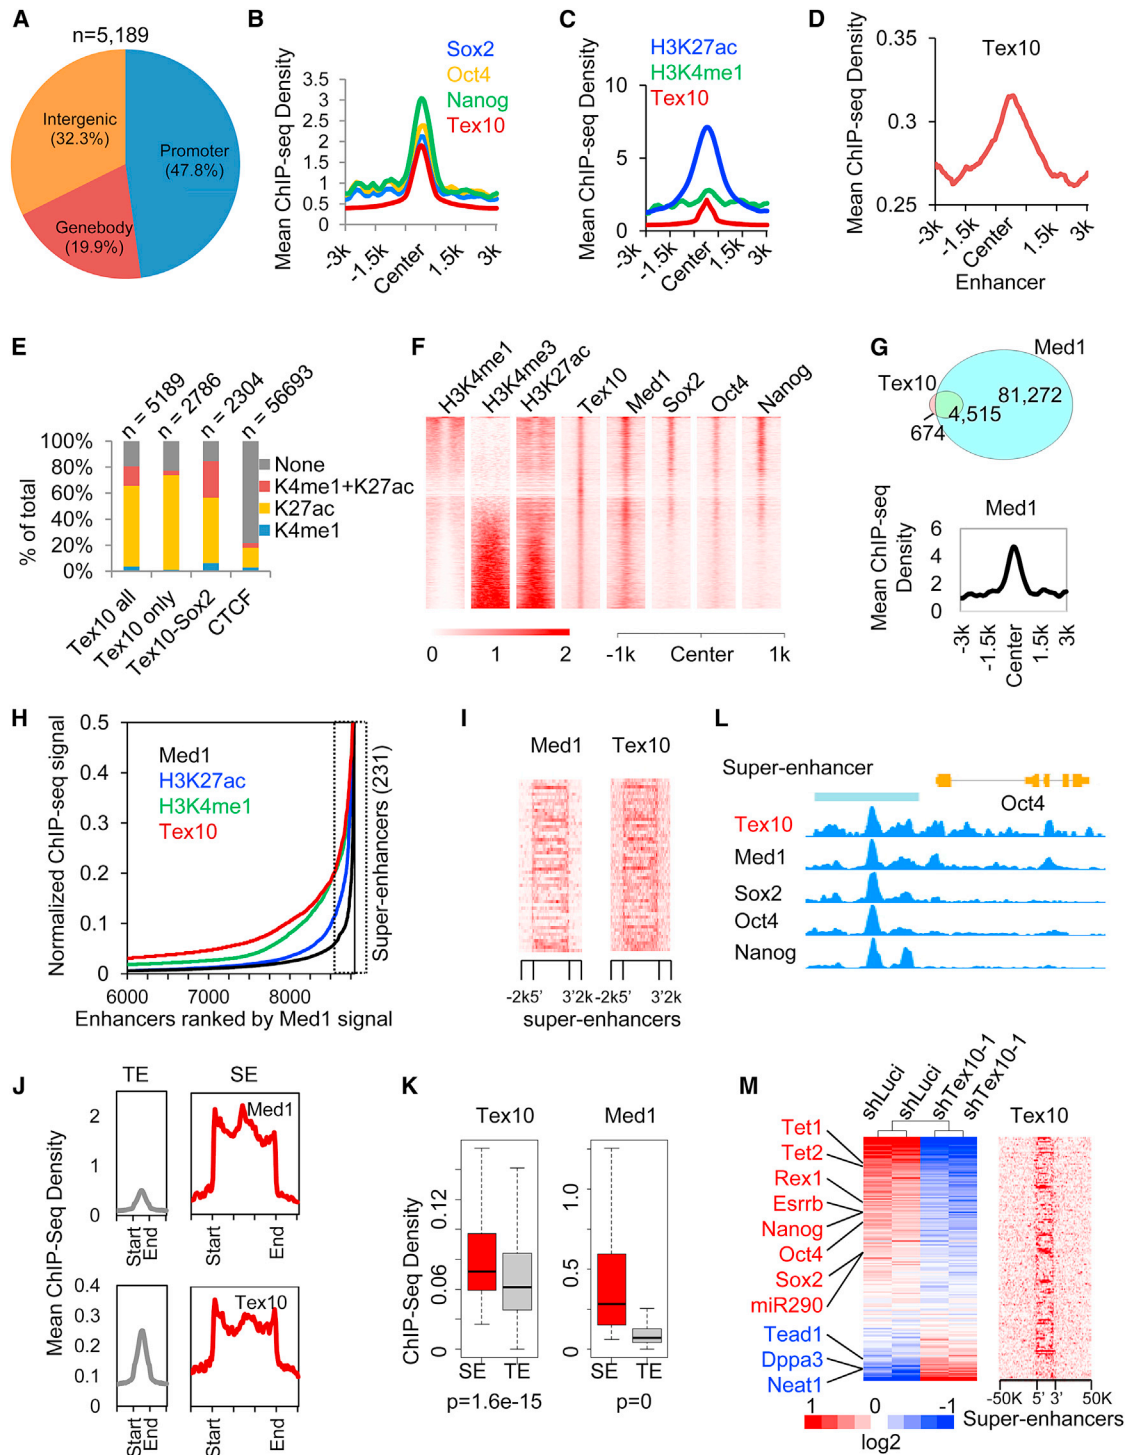 A
n=5,189
Intergenic
(32.3%)
Promoter
(47.8%)
Genebody
(19.9%)
B
Sox2
Oct4
Nanog
Tex10
Mean ChIP-seq Density
3.5
3
2.5
2
1.5
1
0.5
0
-3k
-1.5k
Center
1.5k
3k
C
H3K27ac
H3K4me1
Tex10
Mean ChIP-seq Density
10
5
0
-3k
-1.5k
Center
1.5k
3k
D
Tex10
Mean ChIP-seq Density
0.35
0.3
0.25
-3k
-1.5k
Center
1.5k
3k
Enhancer
E
n = 5189
n = 2786
n = 2304
n = 56693
% of total
100%
80%
60%
40%
20%
0%
None
K4me1+K27ac
K27ac
K4me1
Tex10 all
Tex10 only
Tex10-Sox2
CTCF
F
H3K4me1
H3K4me3
H3K27ac
Tex10
Med1
Sox2
Oct4
Nanog
0 1 2
-1k Center 1k
G
Med1
Tex10
81,272
4,515
674
Med1
Mean ChIP-seq
Density
6
4
2
0
-3k
-1.5k
Center
1.5k
3k
H
Normalized ChIP-seq signal
0.5
0.4
0.3
0.2
0.1
0
Med1
H3K27ac
H3K4me1
Tex10
Super-enhancers (231)
6000 7000 8000
Enhancers ranked by Med1 signal
I
Med1 Tex10
-2k5' 3'2k -2k5' 3'2k
super-enhancers
L
Super-enhancer
Oct4
Tex10
Med1
Sox2
Oct4
Nanog
J
TE SE
Mean ChIP-Seq Density
2
1
0
Med1
Start
End
Start
End
0.4
0.3
0.2
0.1
0
Tex10
Start
End
Start
End
K
Tex10 Med1
ChIP-Seq Density
0.12
0.06
0
1.0
0.5
0
SE TE SE TE
p=1.6e-15 p=0
M
shLuci
shLuci
shTex10-1
shTex10-1
Tex10
Tet1
Tet2
Rex1
Esrrb
Nanog
Oct4
Sox2
miR290
Tead1
Dppa3
Neat1
1 0 -1
log2
-50K 5' 3' 50K
Super-enhancers